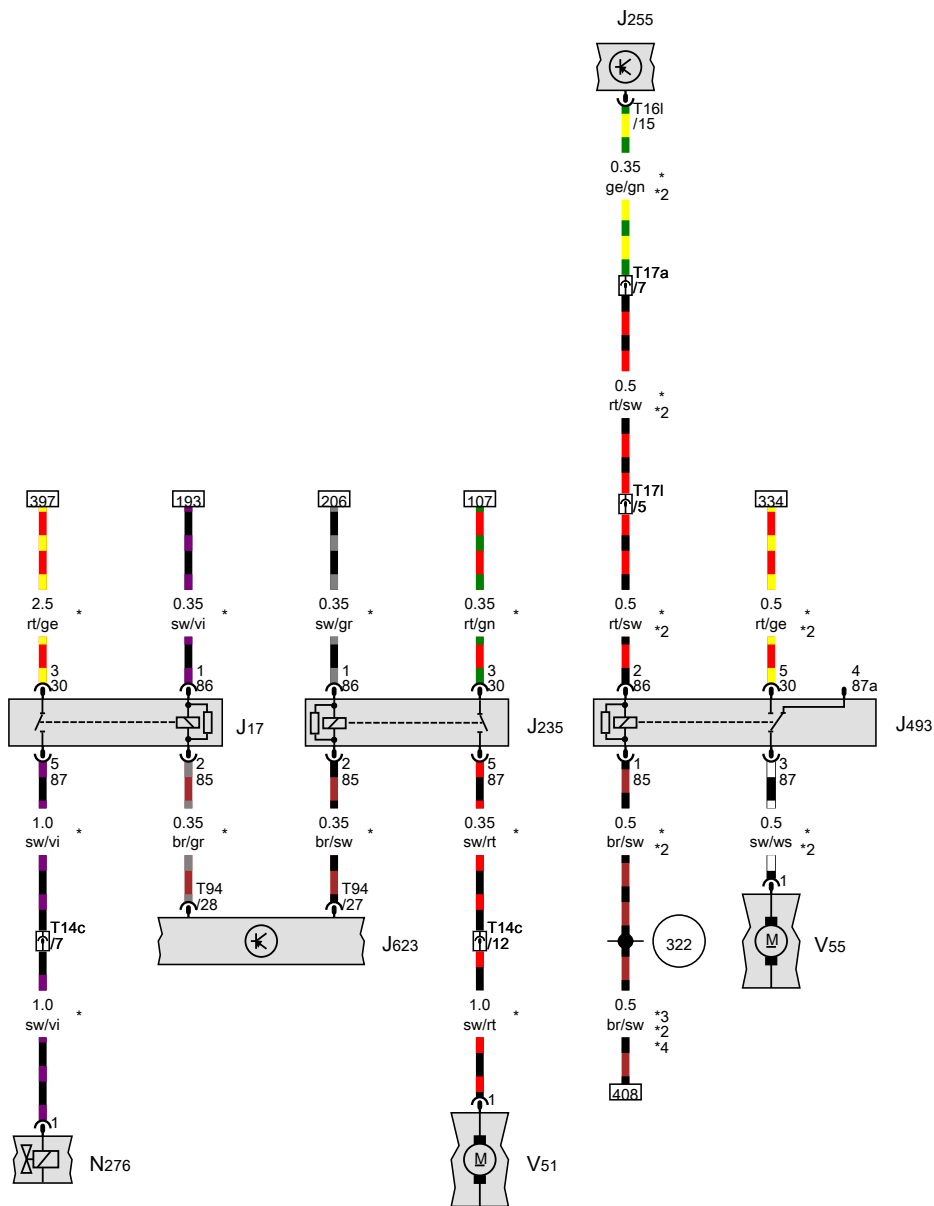 J255
T16l
/15
0.35
ge/gn
*
*2
T17a
/7
0.5
rt/sw
*
*2
T17l
/5
397
193
206
107
334
2.5
rt/ge
*
0.35
sw/vi
*
0.35
sw/gr
*
0.35
rt/gn
*
0.5
rt/sw
*
*2
0.5
rt/ge
*
*2
3
30
1
86
1
86
3
30
2
86
5
30
4
87a
J17
J235
J493
5
87
2
85
2
85
5
87
1
85
3
87
1.0
sw/vi
*
0.35
br/gr
*
0.35
br/sw
*
0.35
sw/rt
*
0.5
br/sw
*
*2
0.5
sw/ws
*
*2
T94
/28
T94
/27
1
T14c
/7
J623
T14c
/12
322
M
V55
1.0
sw/vi
*
1.0
sw/rt
*
0.5
br/sw
*3
*2
*4
408
1
1
N276
M
V51